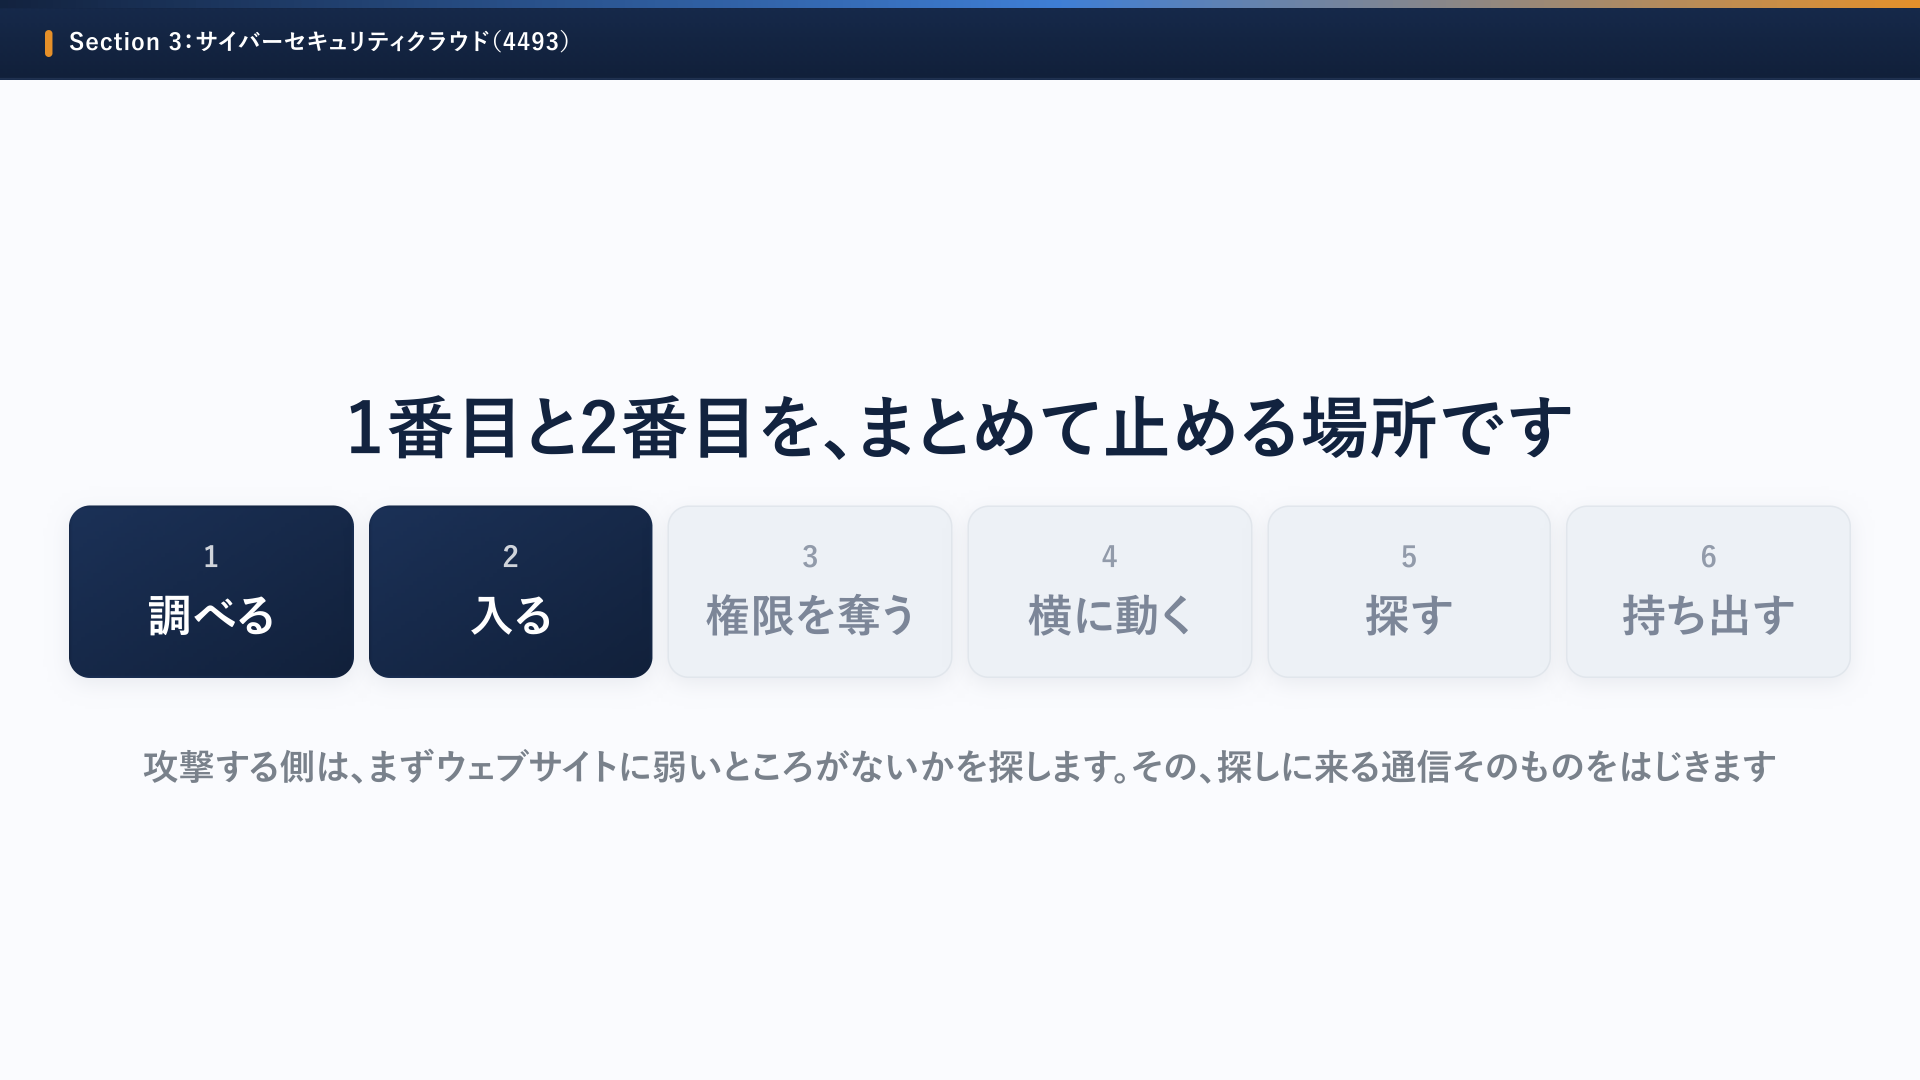 Section 3：サイバーセキュリティクラウド（4493）
1番目と2番目を、まとめて止める場所です
1
調べる
2
入る
3
権限を奪う
4
横に動く
5
探す
6
持ち出す
攻撃する側は、まずウェブサイトに弱いところがないかを探します。その、探しに来る通信そのものをはじきます